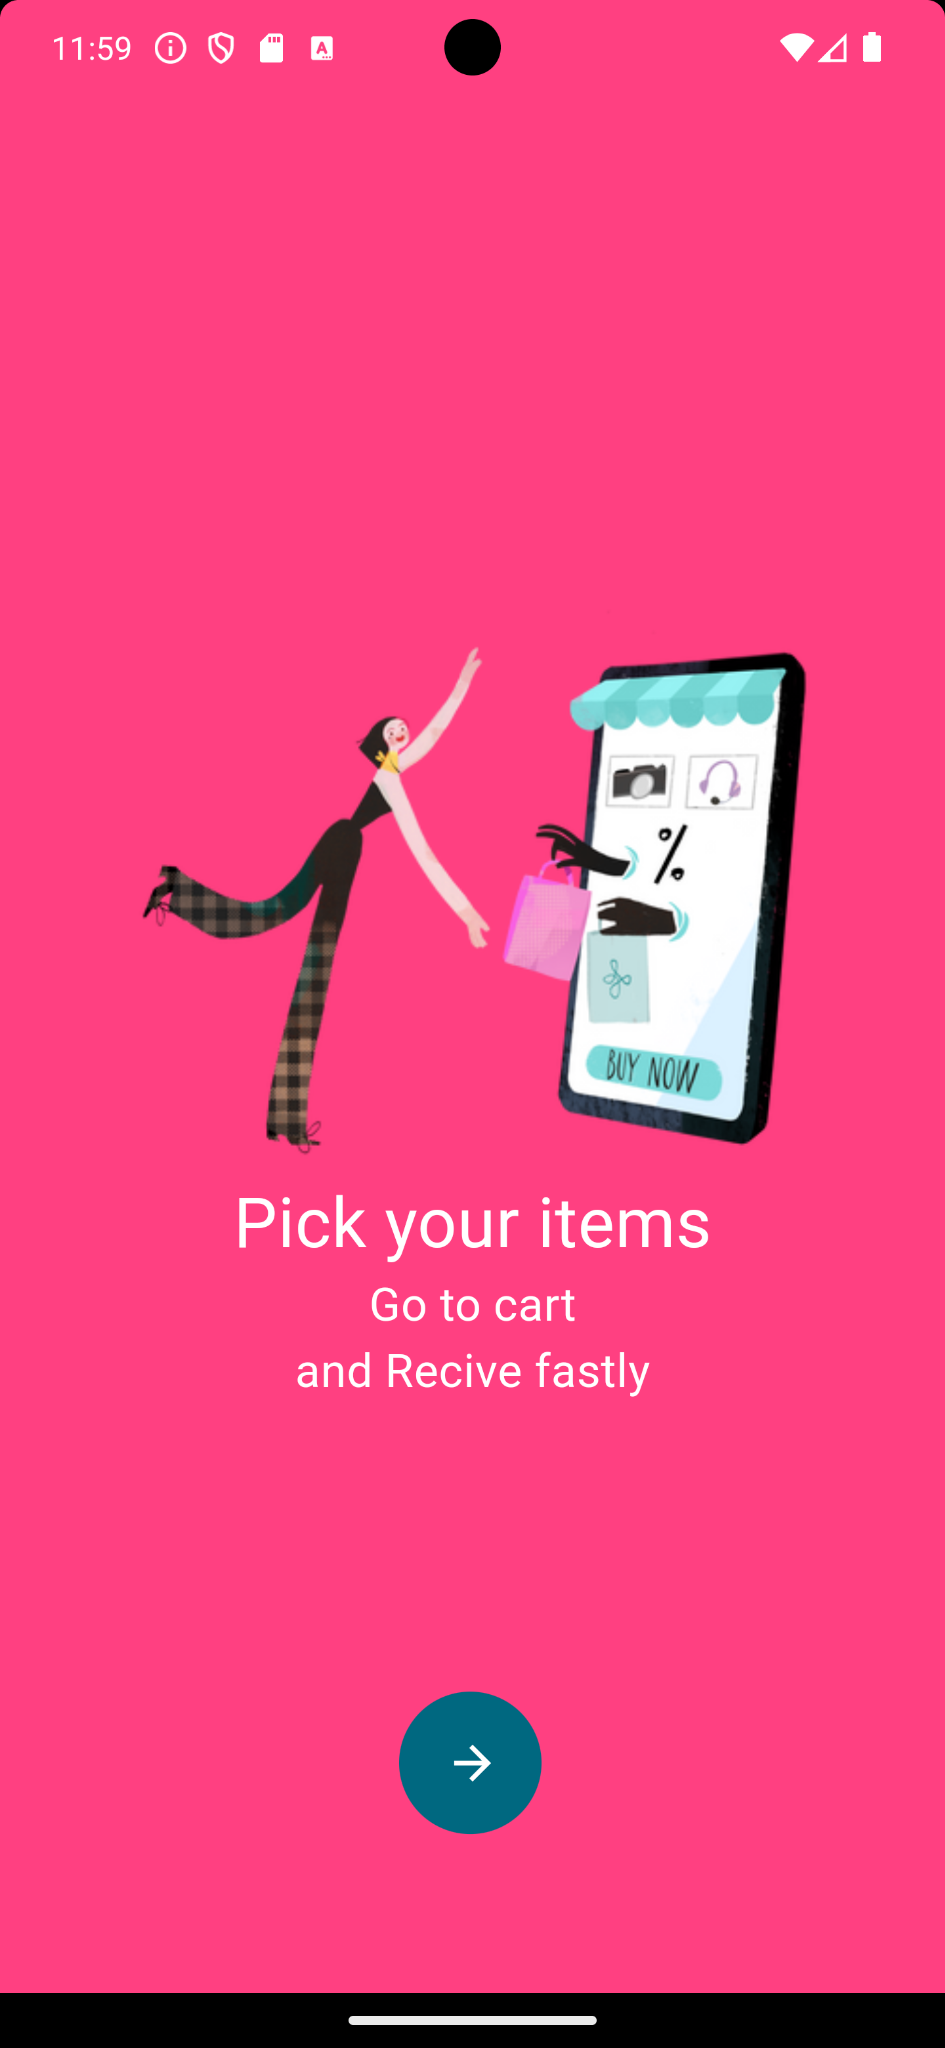 11:59
A
%
BUY NOW
Pick your items
Go to cart
and Recive fastly